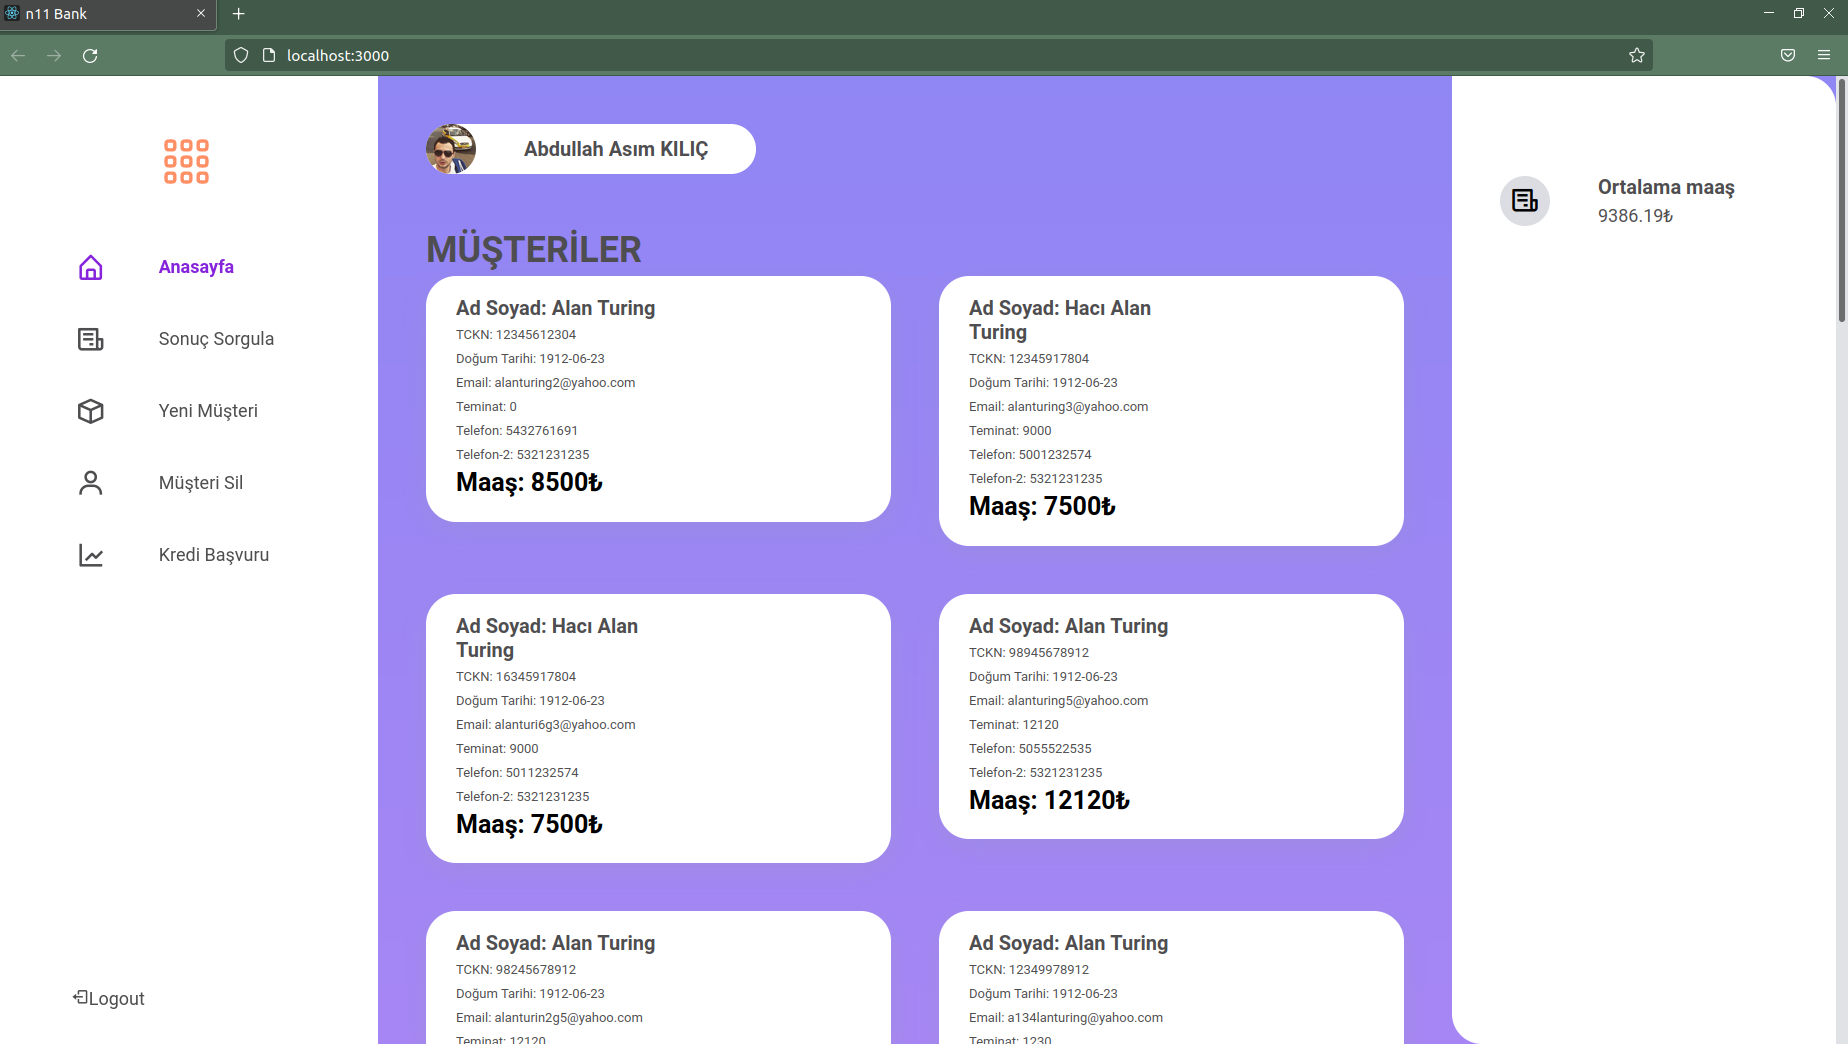 n11 Bank
localhost:3000
Anasayfa
Sonuç Sorgula
Yeni Müşteri
Müşteri Sil
Kredi Başvuru
Logout
Abdullah Asım KILIÇ
MÜŞTERİLER
Ad Soyad: Alan Turing
TCKN: 12345612304
Doğum Tarihi: 1912-06-23
Email: alanturing2@yahoo.com
Teminat: 0
Telefon: 5432761691
Telefon-2: 5321231235
Maaş: 8500₺
Ad Soyad: Hacı Alan
Turing
TCKN: 12345917804
Doğum Tarihi: 1912-06-23
Email: alanturing3@yahoo.com
Teminat: 9000
Telefon: 5001232574
Telefon-2: 5321231235
Maaş: 7500₺
Ad Soyad: Hacı Alan
Turing
TCKN: 16345917804
Doğum Tarihi: 1912-06-23
Email: alanturi6g3@yahoo.com
Teminat: 9000
Telefon: 5011232574
Telefon-2: 5321231235
Maaş: 7500₺
Ad Soyad: Alan Turing
TCKN: 98945678912
Doğum Tarihi: 1912-06-23
Email: alanturing5@yahoo.com
Teminat: 12120
Telefon: 5055522535
Telefon-2: 5321231235
Maaş: 12120₺
Ad Soyad: Alan Turing
TCKN: 98245678912
Doğum Tarihi: 1912-06-23
Email: alanturin2g5@yahoo.com
Teminat: 12120
Ad Soyad: Alan Turing
TCKN: 12349978912
Doğum Tarihi: 1912-06-23
Email: a134lanturing@yahoo.com
Teminat: 1230
Ortalama maaş
9386.19₺